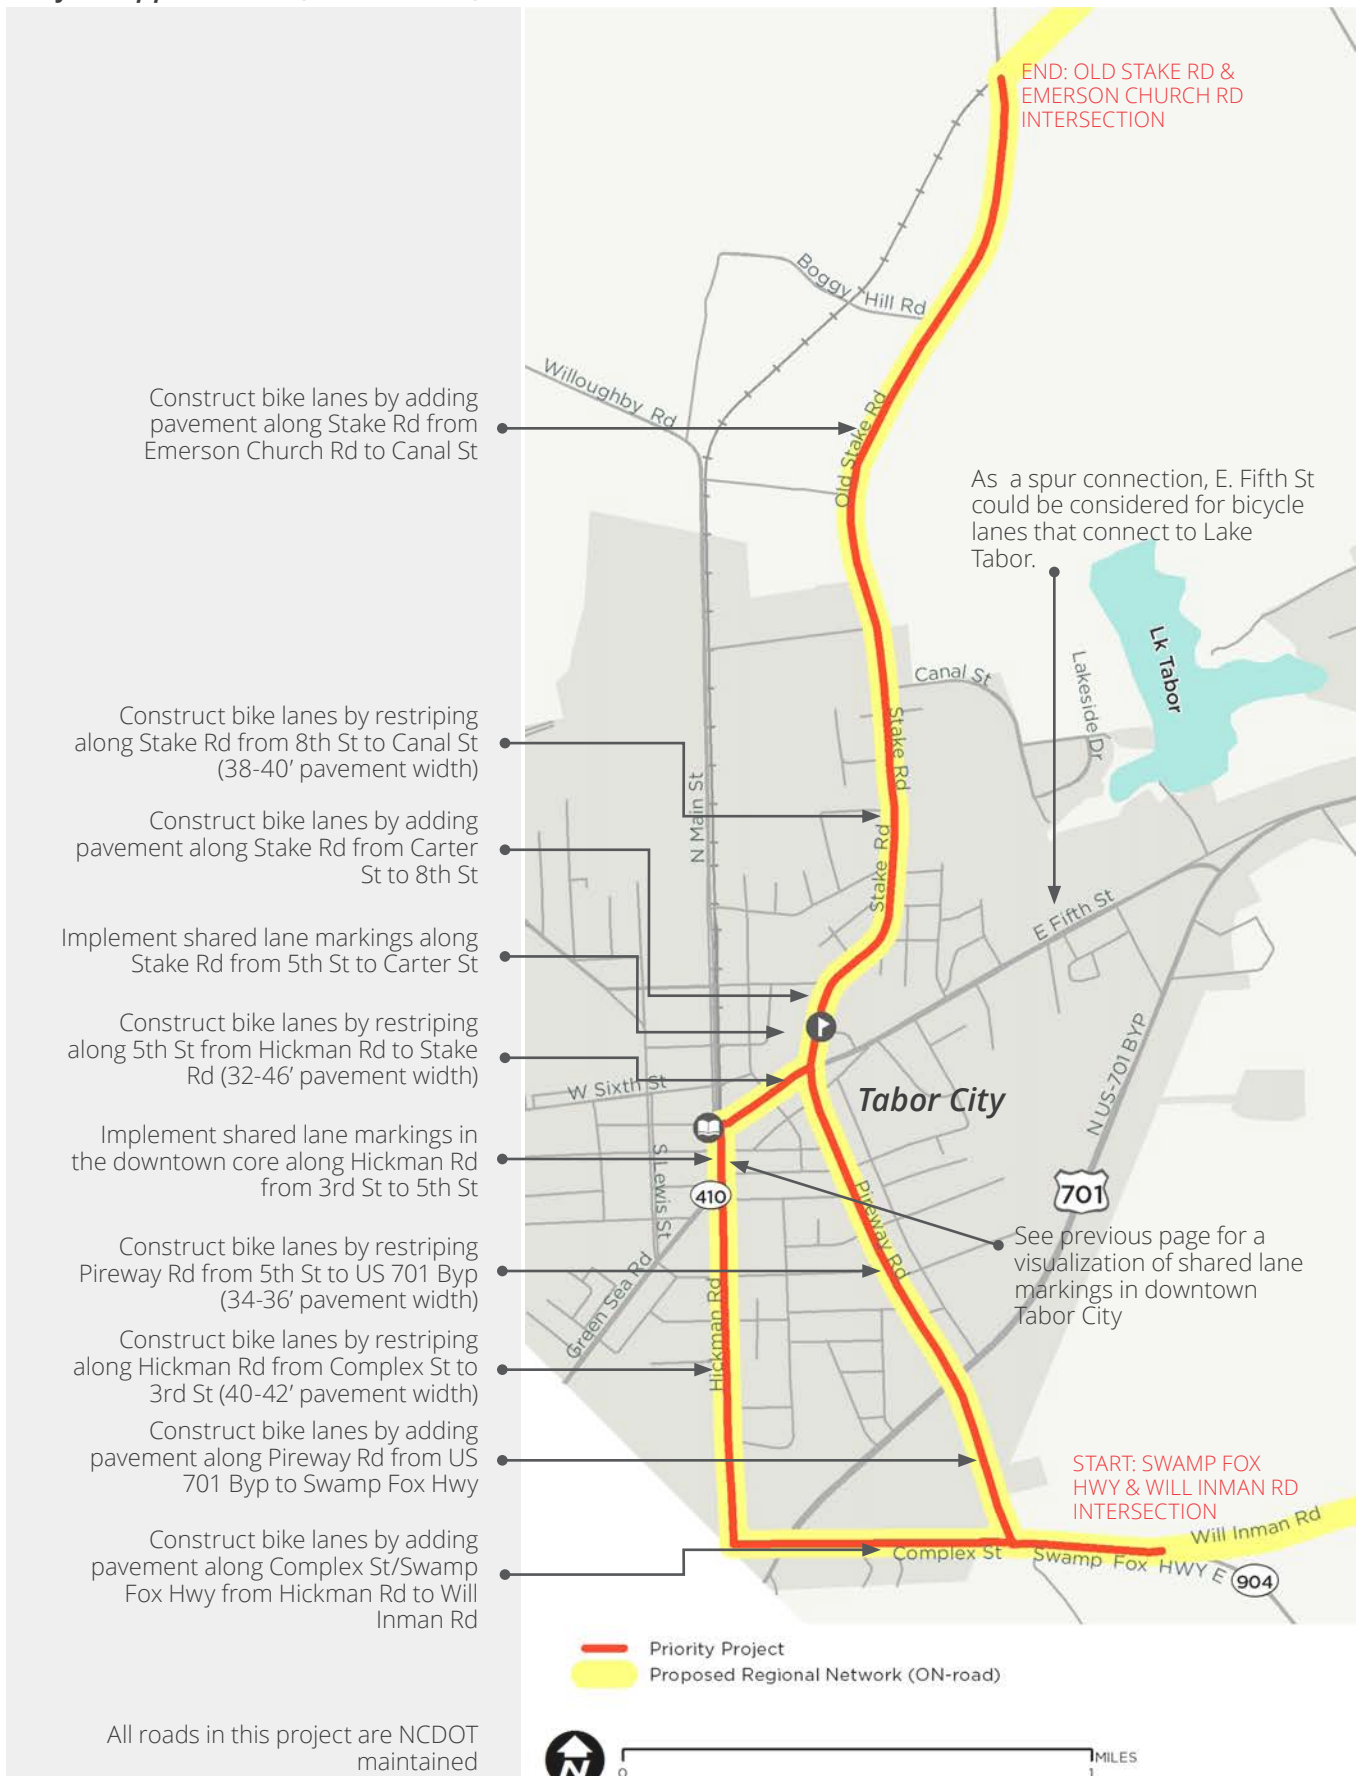 END: OLD STAKE RD &
EMERSON CHURCH RD
INTERSECTION
Boggy Hill Rd
Willoughby Rd
Construct bike lanes by adding
pavement along Stake Rd from
Emerson Church Rd to Canal St
Old Stake Rd
As a spur connection, E. Fifth St
could be considered for bicycle
lanes that connect to Lake
Tabor.
Lk Tabor
Lakeside Dr
Canal St
Stake Rd
Construct bike lanes by restriping
along Stake Rd from 8th St to Canal St
(38-40' pavement width)
N Main St
Construct bike lanes by adding
pavement along Stake Rd from Carter
St to 8th St
Stake Rd
E Fifth St
Implement shared lane markings along
Stake Rd from 5th St to Carter St
Construct bike lanes by restriping
along 5th St from Hickman Rd to Stake
Rd (32-46' pavement width)
W Sixth St
Tabor City
N US-701 BYP
Implement shared lane markings in
the downtown core along Hickman Rd
from 3rd St to 5th St
S Lewis St
410
701
Pireway Rd
See previous page for a
visualization of shared lane
markings in downtown
Tabor City
Construct bike lanes by restriping
Pireway Rd from 5th St to US 701 Byp
(34-36' pavement width)
Green Sea Rd
Hickman Rd
Construct bike lanes by restriping
along Hickman Rd from Complex St to
3rd St (40-42' pavement width)
Construct bike lanes by adding
pavement along Pireway Rd from US
701 Byp to Swamp Fox Hwy
START: SWAMP FOX
HWY & WILL INMAN RD
INTERSECTION
Will Inman Rd
Complex St
Swamp Fox HWY E
904
Construct bike lanes by adding
pavement along Complex St/Swamp
Fox Hwy from Hickman Rd to Will
Inman Rd
Priority Project
Proposed Regional Network (ON-road)
All roads in this project are NCDOT
maintained
N
MILES
0
1